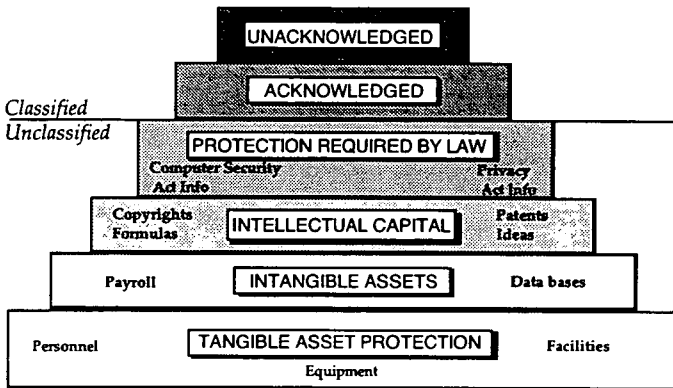 UNACKNOWLEDGED
ACKNOWLEDGED
Classified
Unclassified
PROTECTION REQUIRED BY LAW
Computer Security
Act Info
Privacy
Act Info
Copyrights
Formulas
INTELLECTUAL CAPITAL
Patents
Ideas
Payroll
INTANGIBLE ASSETS
Data bases
Personnel
TANGIBLE ASSET PROTECTION
Facilities
Equipment